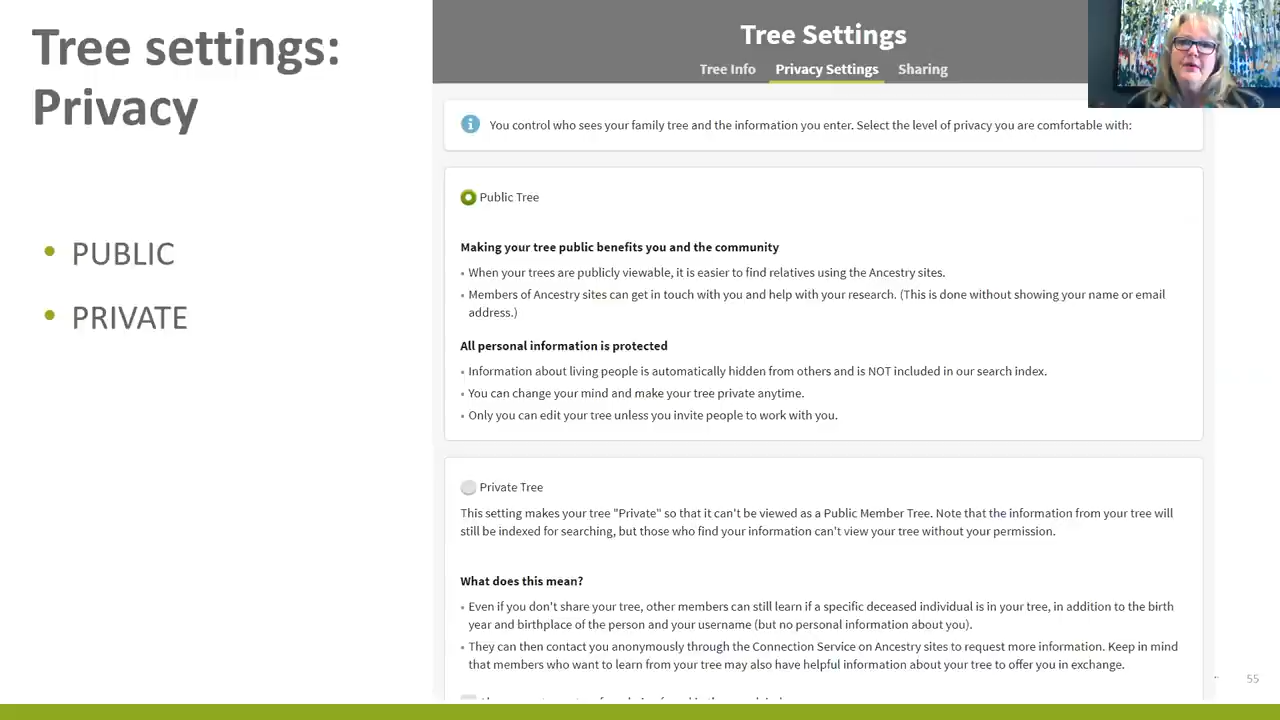 Tree settings:
Privacy
• PUBLIC
• PRIVATE
Tree Settings
Tree Info Privacy Settings Sharing
i You control who sees your family tree and the information you enter. Select the level of privacy you are comfortable with:
Public Tree
Making your tree public benefits you and the community
• When your trees are publicly viewable, it is easier to find relatives using the Ancestry sites.
• Members of Ancestry sites can get in touch with you and help with your research. (This is done without showing your name or email
address.)
All personal information is protected
• Information about living people is automatically hidden from others and is NOT included in our search index.
• You can change your mind and make your tree private anytime.
• Only you can edit your tree unless you invite people to work with you.
Private Tree
This setting makes your tree "Private" so that it can't be viewed as a Public Member Tree. Note that the information from your tree will
still be indexed for searching, but those who find your information can't view your tree without your permission.
What does this mean?
• Even if you don't share your tree, other members can still learn if a specific deceased individual is in your tree, in addition to the birth
year and birthplace of the person and your username (but no personal information about you).
• They can then contact you anonymously through the Connection Service on Ancestry sites to request more information. Keep in mind
that members who want to learn from your tree may also have helpful information about your tree to offer you in exchange.
55